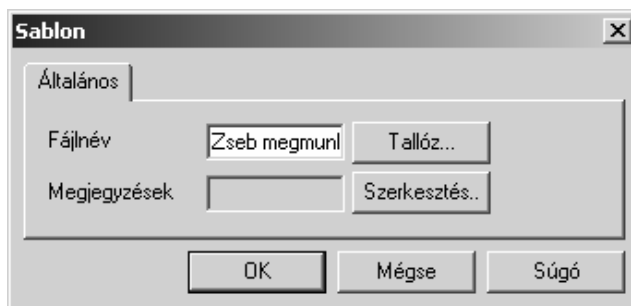 Sablon
Általános
Fájlnév Zseb megmunl Tallóz...
Megjegyzések Szerkesztés..
OK Mégse Súgó